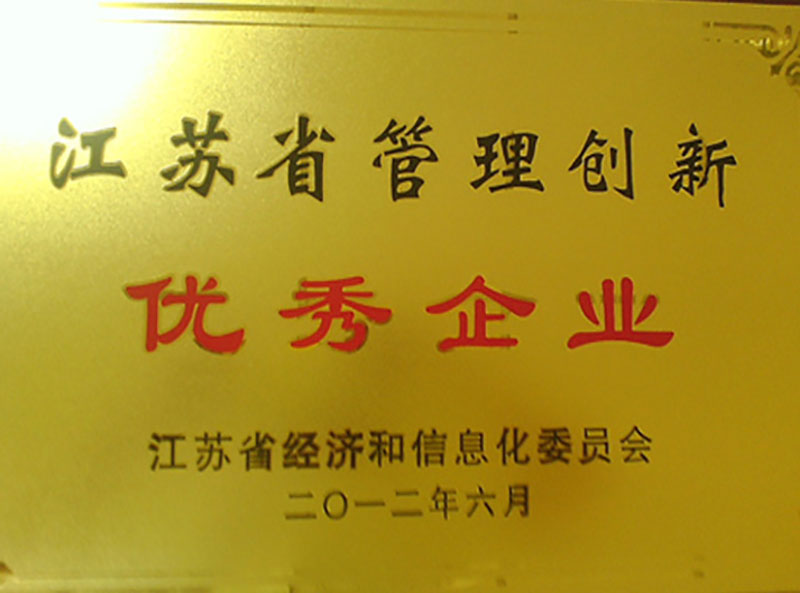 江苏省管理创新
优秀企业
江苏省经济和信息化委员会
二〇一二年六月